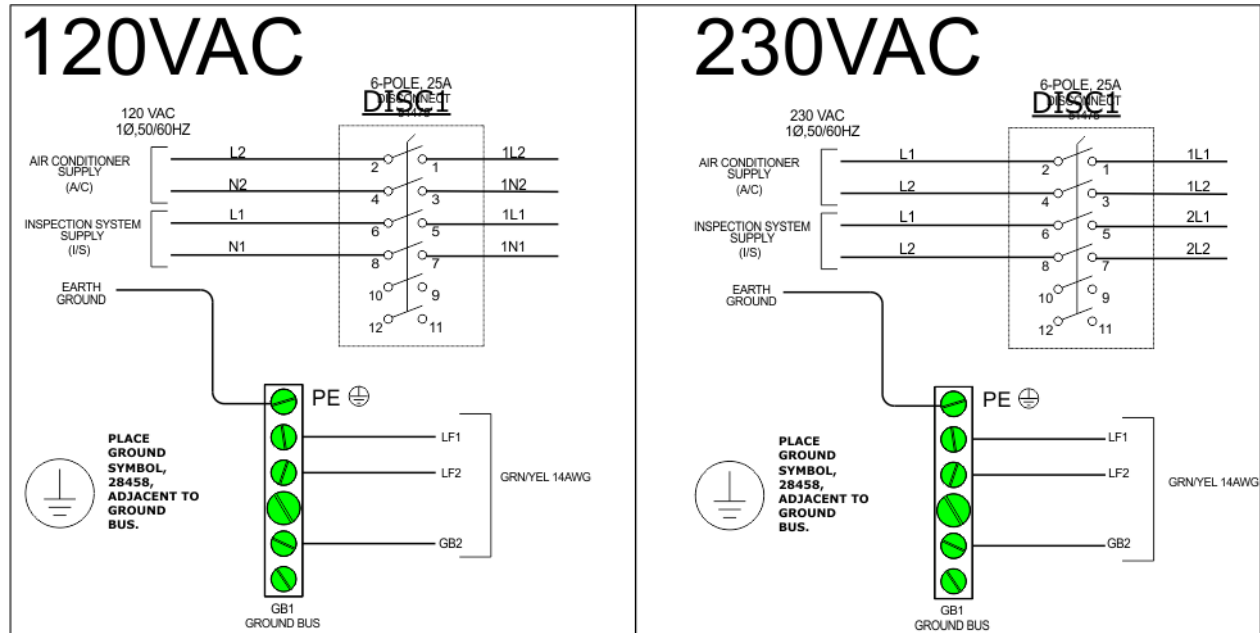 120VAC
6-POLE, 25A
DISCONNECT
DISC1
51475
120 VAC
1Ø,50/60HZ
AIR CONDITIONER
SUPPLY
(A/C)
L2
2
1
1L2
N2
4
3
1N2
INSPECTION SYSTEM
SUPPLY
(I/S)
L1
6
5
1L1
N1
8
7
1N1
EARTH
GROUND
10
9
12
11
PE
LF1
LF2
GRN/YEL 14AWG
GB2
PLACE
GROUND
SYMBOL,
28458,
ADJACENT TO
GROUND
BUS.
GB1
GROUND BUS
230VAC
6-POLE, 25A
DISCONNECT
DISC1
51475
230 VAC
1Ø,50/60HZ
AIR CONDITIONER
SUPPLY
(A/C)
L1
2
1
1L1
L2
4
3
1L2
INSPECTION SYSTEM
SUPPLY
(I/S)
L1
6
5
2L1
L2
8
7
2L2
EARTH
GROUND
10
9
12
11
PE
LF1
LF2
GRN/YEL 14AWG
GB2
PLACE
GROUND
SYMBOL,
28458,
ADJACENT TO
GROUND
BUS.
GB1
GROUND BUS